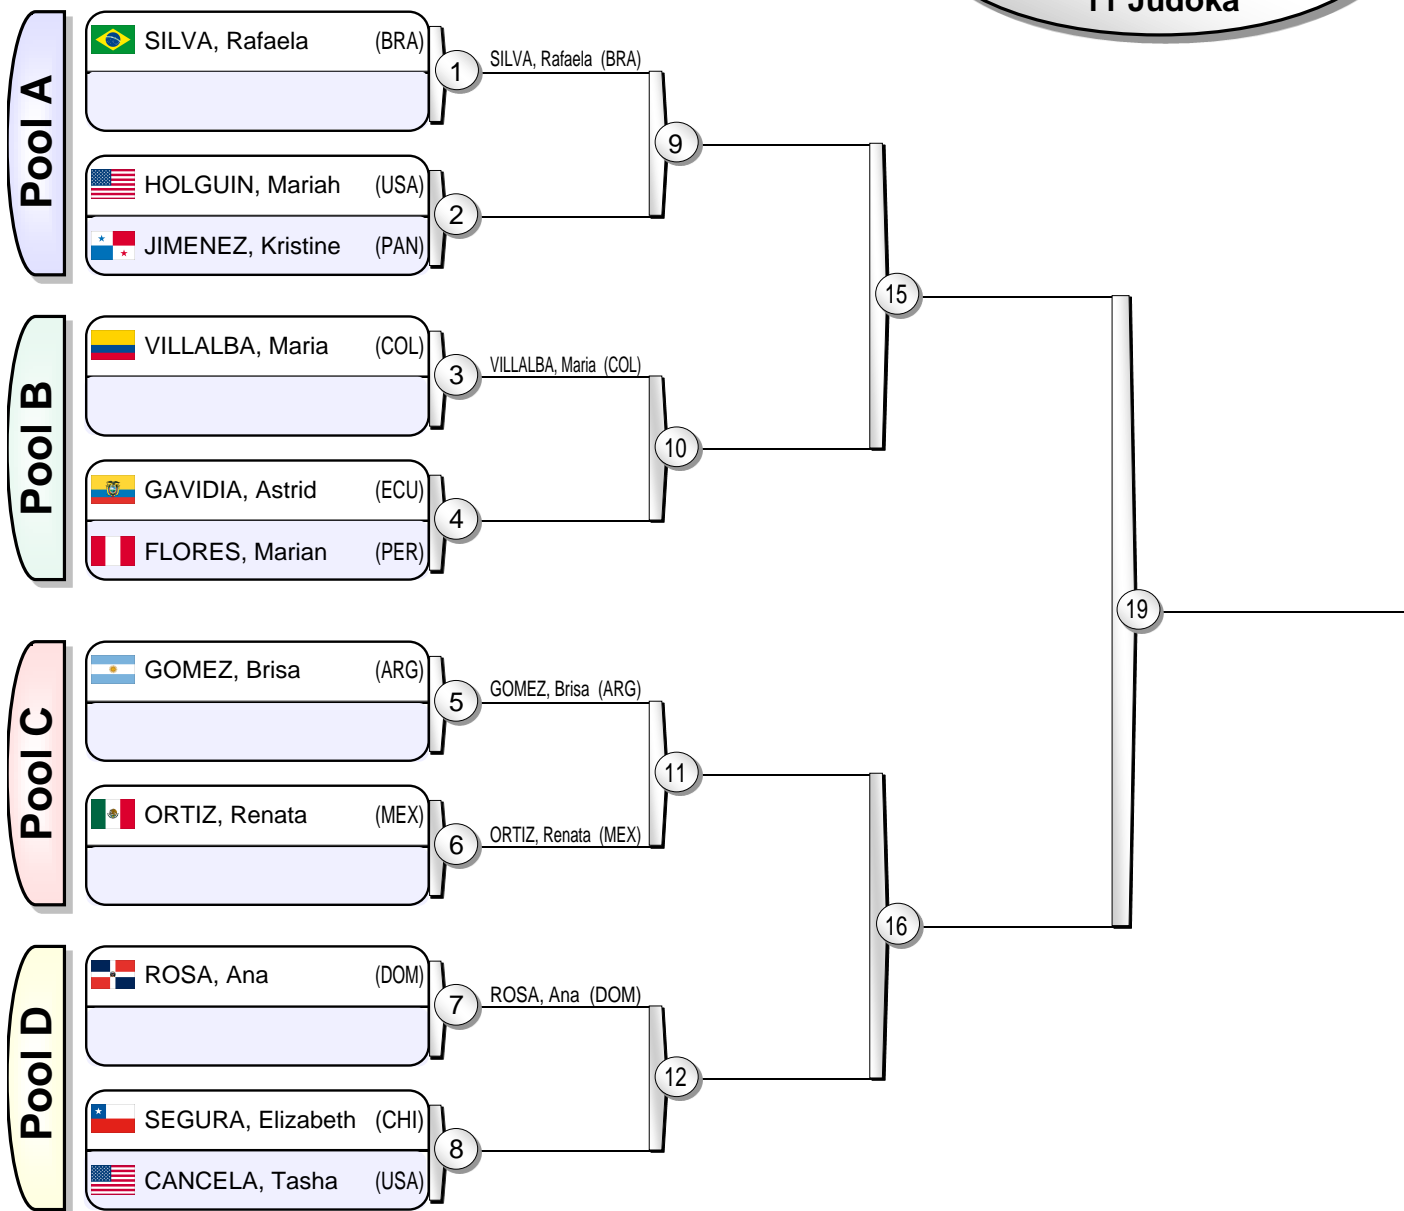 11 Judoka
Pool A
SILVA, Rafaela (BRA)
1
SILVA, Rafaela (BRA)
HOLGUIN, Mariah (USA)
2
JIMENEZ, Kristine (PAN)
9
Pool B
VILLALBA, Maria (COL)
3
VILLALBA, Maria (COL)
GAVIDIA, Astrid (ECU)
4
FLORES, Marian (PER)
10
15
Pool C
GOMEZ, Brisa (ARG)
5
GOMEZ, Brisa (ARG)
ORTIZ, Renata (MEX)
6
ORTIZ, Renata (MEX)
11
Pool D
ROSA, Ana (DOM)
7
ROSA, Ana (DOM)
SEGURA, Elizabeth (CHI)
8
CANCELA, Tasha (USA)
12
16
19